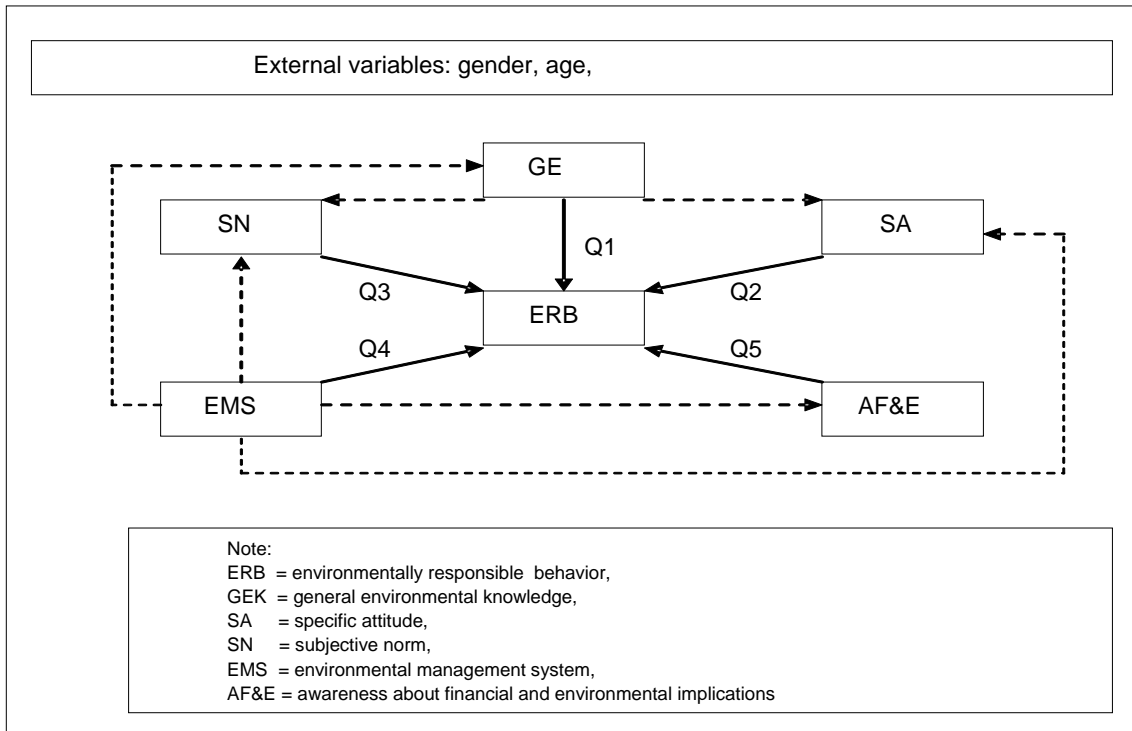 External variables: gender, age,
GE
SN
SA
Q1
Q3
Q2
ERB
Q4
Q5
EMS
AF&E
Note:
ERB = environmentally responsible behavior,
GEK = general environmental knowledge,
SA = specific attitude,
SN = subjective norm,
EMS = environmental management system,
AF&E = awareness about financial and environmental implications